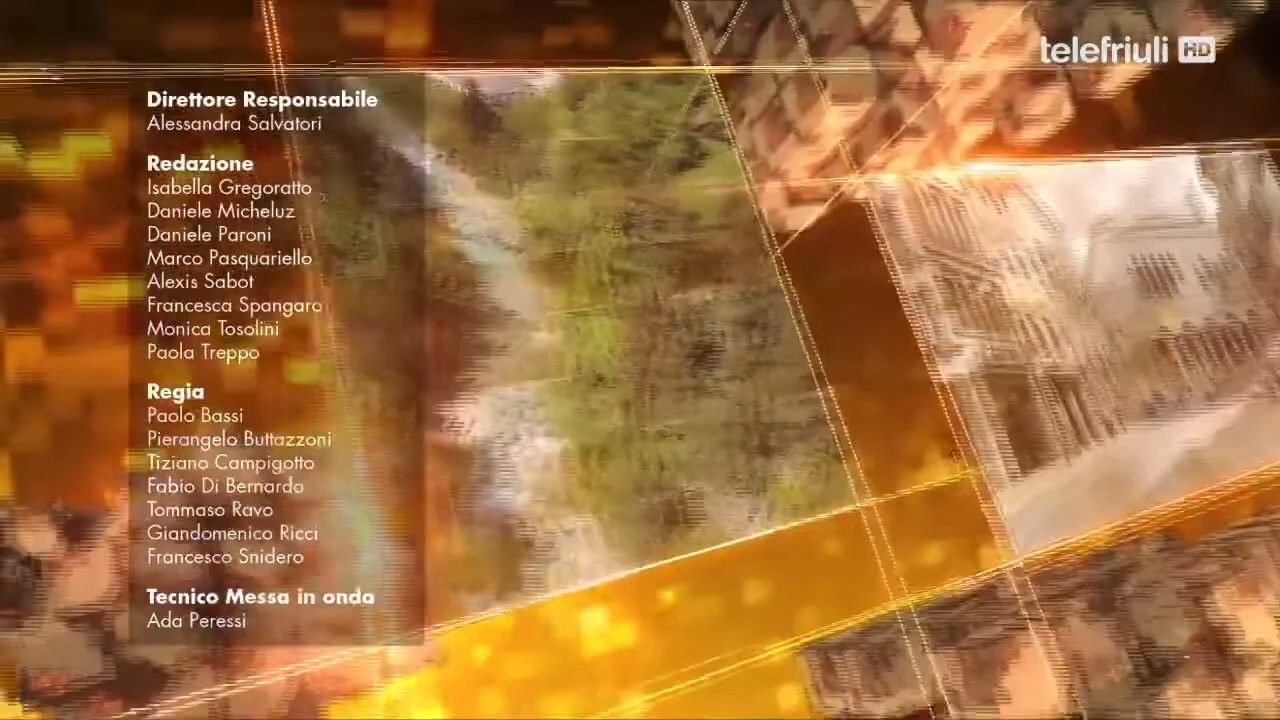 telefriuli HD
Direttore Responsabile
Alessandra Salvatori
Redazione
Isabella Gregoratto
Daniele Micheluz
Daniele Paroni
Marco Pasquariello
Alexis Sabot
Francesca Spangaro
Monica Tosolini
Paola Treppo
Regia
Paolo Bassi
Pierangelo Buttazzoni
Tiziano Campigotto
Fabio Di Bernardo
Tommaso Ravo
Giandomenico Ricci
Francesco Snidero
Tecnico Messa in onda
Ada Peressi